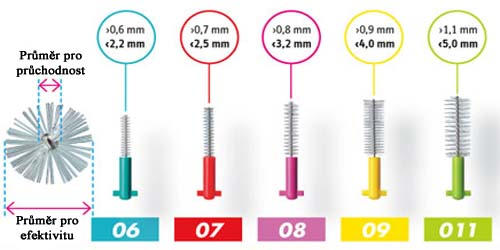 Průměr pro
průchodnost
›0,6 mm
‹2,2 mm
›0,7 mm
‹2,5 mm
›0,8 mm
‹3,2 mm
›0,9 mm
‹4,0 mm
›1,1 mm
‹5,0 mm
Průměr pro
efektivitu
06
07
08
09
011